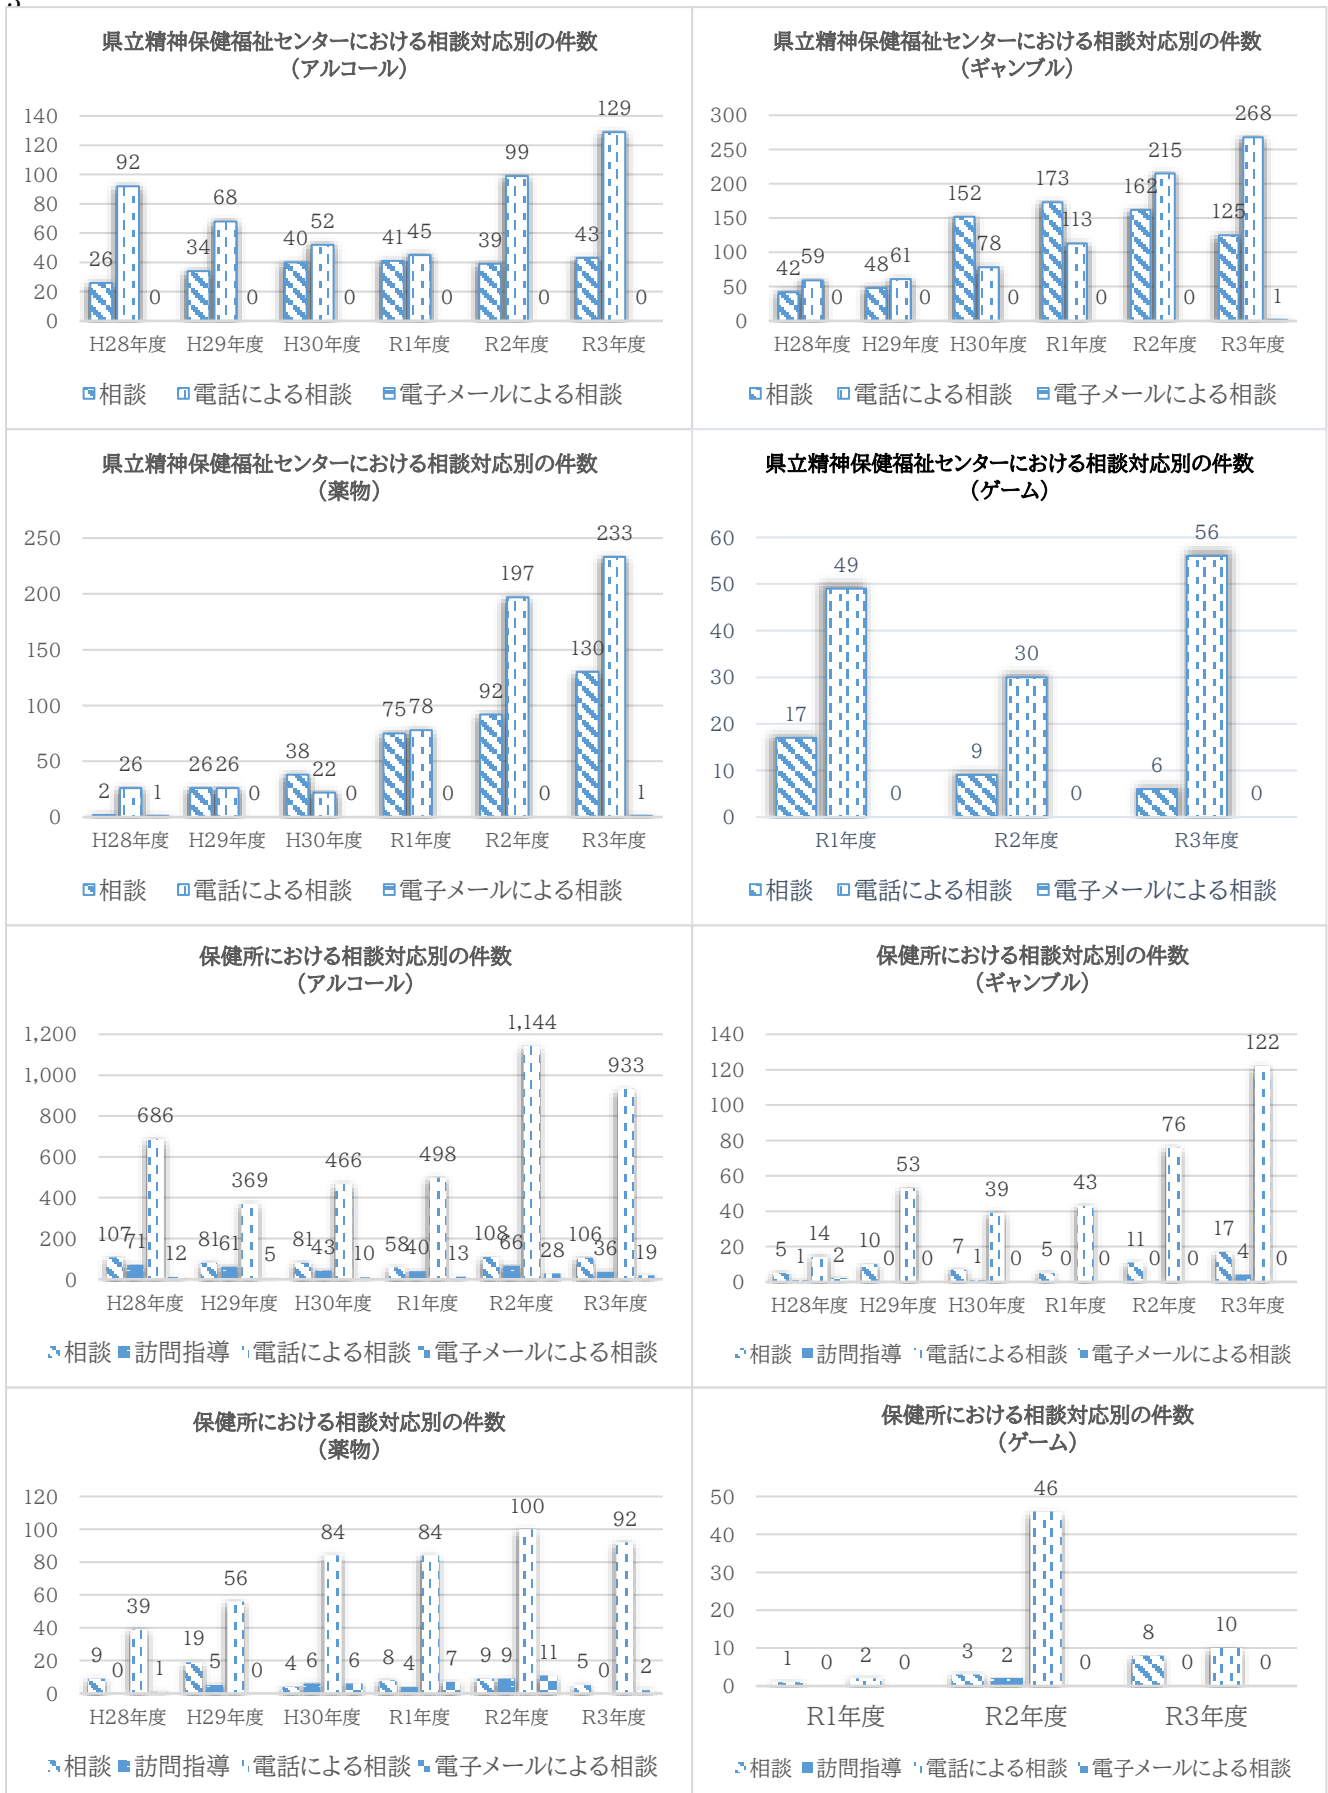 県立精神保健福祉センターにおける相談対応別の件数
（アルコール）
140
120
100
80
60
40
20
0
26 92 0
34 68 0
40 52 0
41 45 0
39 99 0
43 129 0
H28年度 H29年度 H30年度 R1年度 R2年度 R3年度
相談 電話による相談 電子メールによる相談
県立精神保健福祉センターにおける相談対応別の件数
（ギャンブル）
300
250
200
150
100
50
0
42 59 0
48 61 0
152 78 0
173 113 0
162 215 0
125 268 1
H28年度 H29年度 H30年度 R1年度 R2年度 R3年度
相談 電話による相談 電子メールによる相談
県立精神保健福祉センターにおける相談対応別の件数
（薬物）
250
200
150
100
50
0
2 26 1
26 26 0
38 22 0
75 78 0
92 197 0
130 233 1
H28年度 H29年度 H30年度 R1年度 R2年度 R3年度
相談 電話による相談 電子メールによる相談
県立精神保健福祉センターにおける相談対応別の件数
（ゲーム）
60
50
40
30
20
10
0
17 49 0
9 30 0
6 56 0
R1年度 R2年度 R3年度
相談 電話による相談 電子メールによる相談
保健所における相談対応別の件数
（アルコール）
1,200
1,000
800
600
400
200
0
107 71 686 12
81 61 369 5
81 43 466 10
58 40 498 13
108 66 1,144 28
106 36 933 19
H28年度 H29年度 H30年度 R1年度 R2年度 R3年度
相談 訪問指導 電話による相談 電子メールによる相談
保健所における相談対応別の件数
（ギャンブル）
140
120
100
80
60
40
20
0
5 1 14 2
10 0 53 0
7 1 39 0
5 0 43 0
11 0 76 0
17 4 122 0
H28年度 H29年度 H30年度 R1年度 R2年度 R3年度
相談 訪問指導 電話による相談 電子メールによる相談
保健所における相談対応別の件数
（薬物）
120
100
80
60
40
20
0
9 0 39 1
19 5 56 0
4 6 84 6
8 4 84 7
9 9 100 11
5 0 92 2
H28年度 H29年度 H30年度 R1年度 R2年度 R3年度
相談 訪問指導 電話による相談 電子メールによる相談
保健所における相談対応別の件数
（ゲーム）
50
40
30
20
10
0
1 0 2 0
3 2 46 0
8 0 10 0
R1年度 R2年度 R3年度
相談 訪問指導 電話による相談 電子メールによる相談